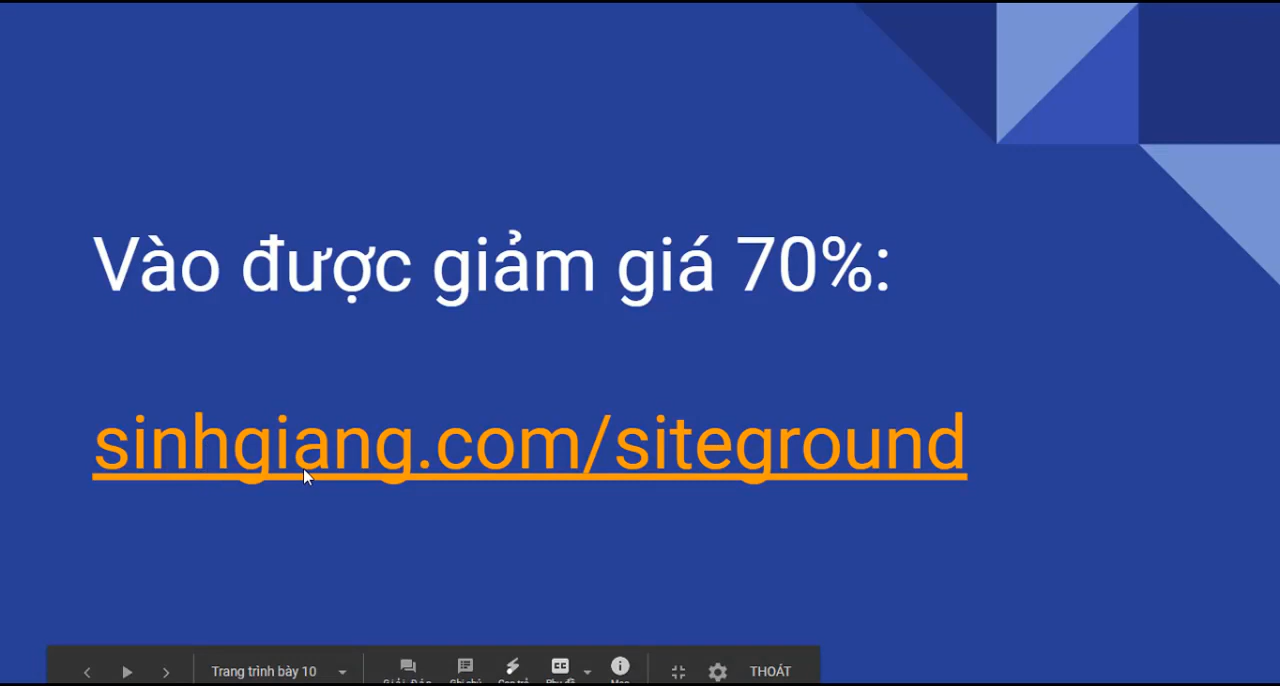 Vào được giảm giá 70%:
sinhgiang.com/siteground
Trang trình bày 10
THOÁT